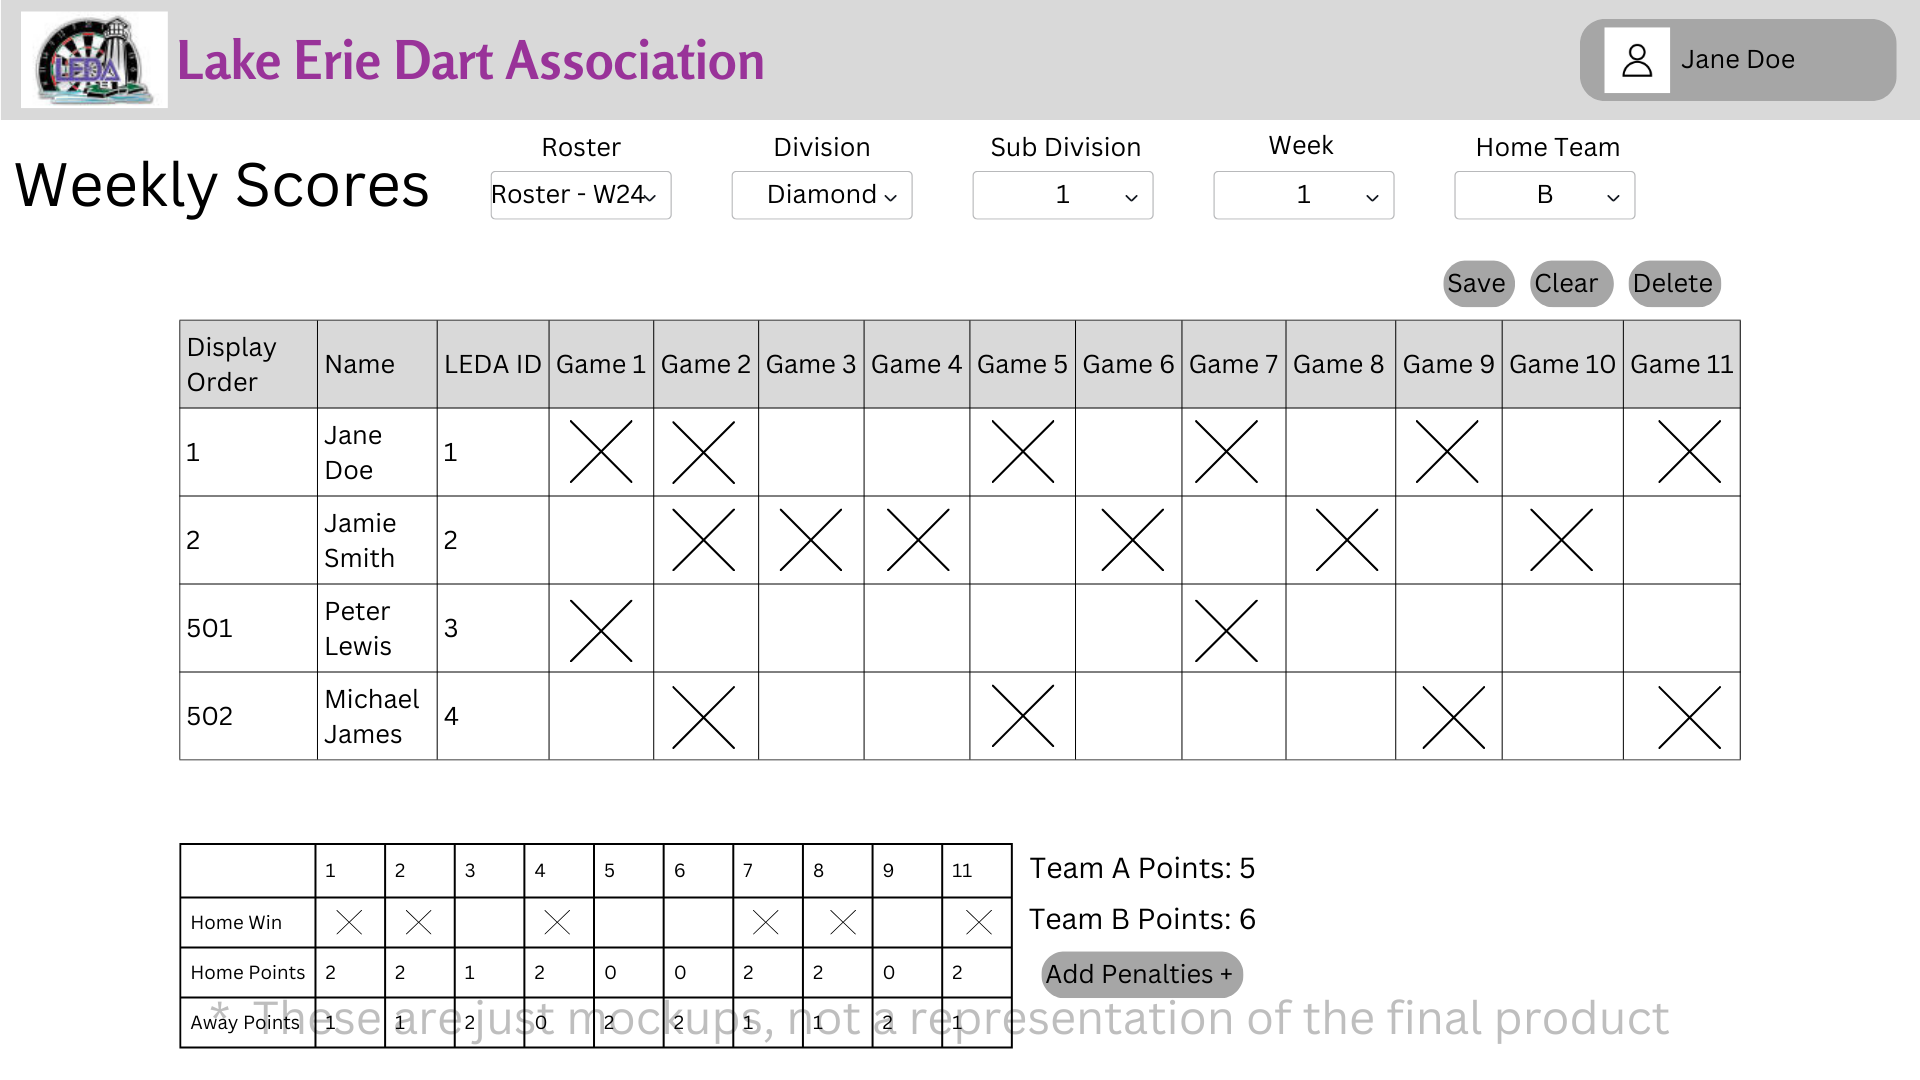 LEDA
Lake Erie Dart Association
Jane Doe
Weekly Scores
Roster
Division
Sub Division
Week
Home Team
Roster - W24
Diamond
1
1
B
Save
Clear
Delete
Display Order
Name
LEDA ID
Game 1
Game 2
Game 3
Game 4
Game 5
Game 6
Game 7
Game 8
Game 9
Game 10
Game 11
1
Jane
Doe
1
2
Jamie
Smith
2
501
Peter
Lewis
3
502
Michael
James
4
1 2 3 4 5 6 7 8 9 11
Home Win
Home Points 2 2 1 2 0 0 2 2 0 2
Away Points 1 1 2 0 2 2 1 1 2 1
Team A Points: 5
Team B Points: 6
Add Penalties +
* These are just mockups, not a representation of the final product